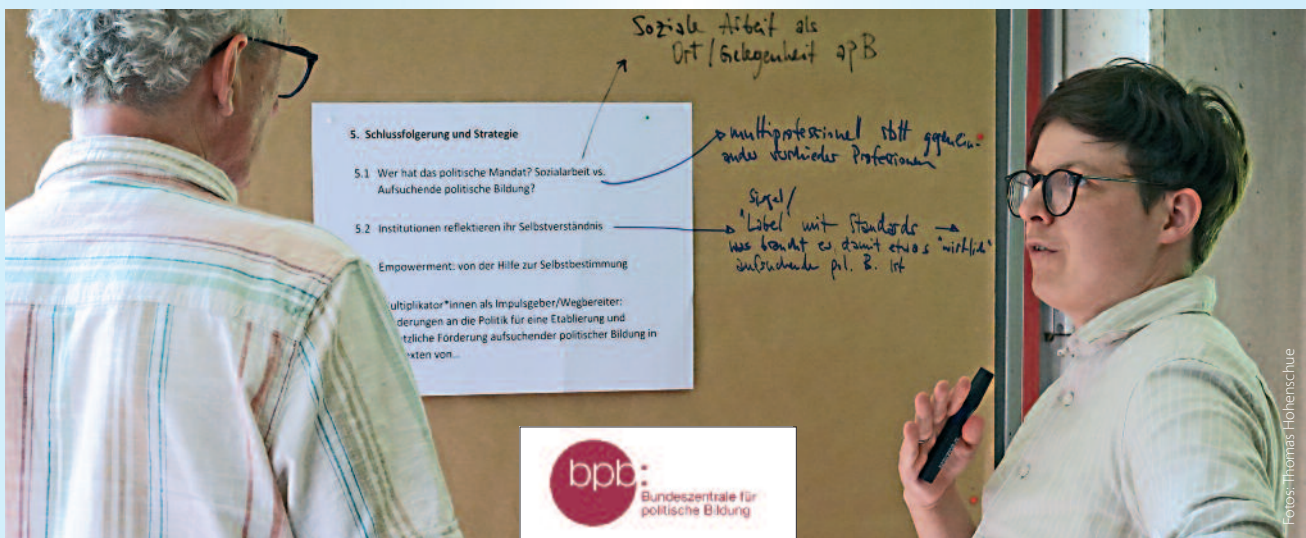 Soziale Arbeit als
Ort/Gelegenheit apB
5. Schlussfolgerung und Strategie
5.1 Wer hat das politische Mandat? Sozialarbeit vs.
Aufsuchende politische Bildung?
5.2 Institutionen reflektieren ihr Selbstverständnis
Empowerment: von der Hilfe zur Selbstbestimmung
ultiplikator*innen als Impulsgeber/Wegbereiter:
derungen an die Politik für eine Etablierung und
tzliche Förderung aufsuchender politischer Bildung in
exten von...
multiprofessionell statt gegenein-
ander verschieder Professionen
Siegel/
"Label" mit Standards
was braucht es, damit etwas "wirklich"
aufsuchende pol. B. ist
bpb:
Bundeszentrale für
politische Bildung
Fotos: Thomas Hohenschue